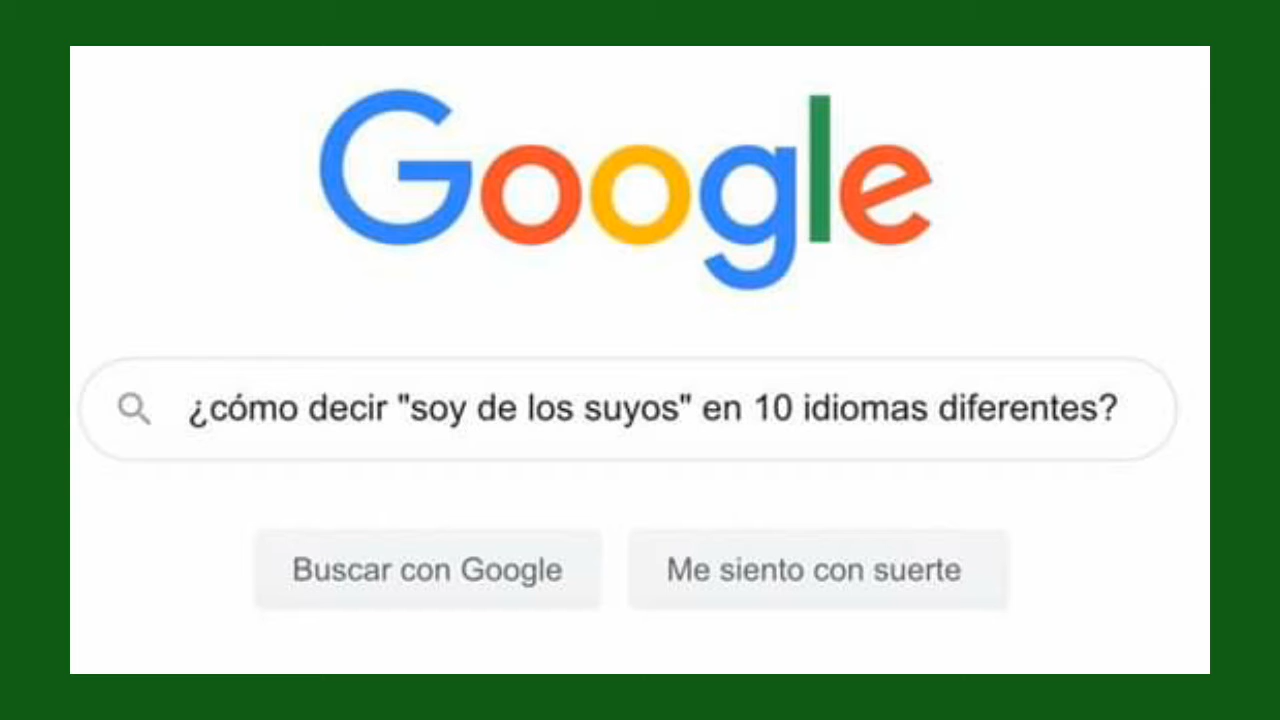 Google
¿cómo decir "soy de los suyos" en 10 idiomas diferentes?
Buscar con Google
Me siento con suerte